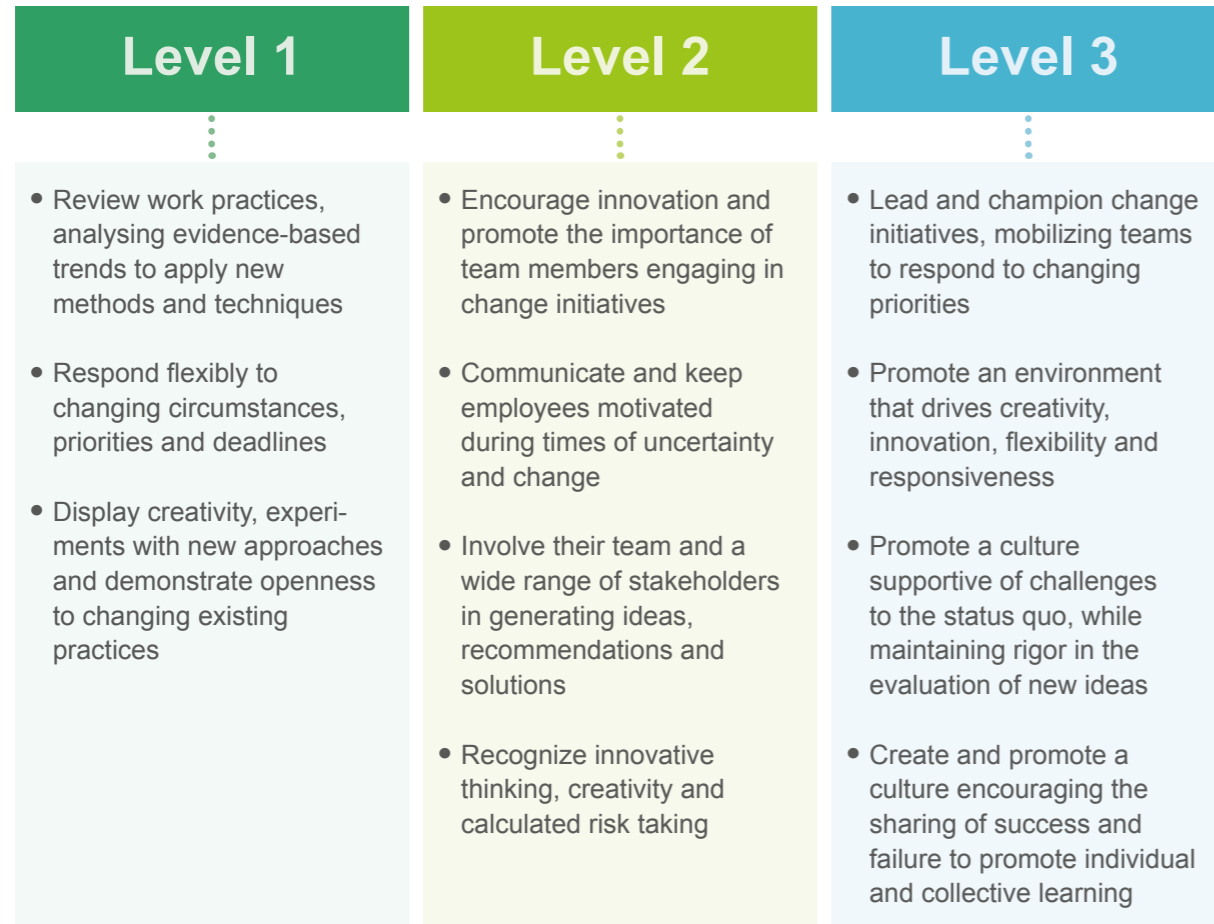 Level 1
• Review work practices,
analysing evidence-based
trends to apply new
methods and techniques
• Respond flexibly to
changing circumstances,
priorities and deadlines
• Display creativity, experi-
ments with new approaches
and demonstrate openness
to changing existing
practices
Level 2
• Encourage innovation and
promote the importance of
team members engaging in
change initiatives
• Communicate and keep
employees motivated
during times of uncertainty
and change
• Involve their team and a
wide range of stakeholders
in generating ideas,
recommendations and
solutions
• Recognize innovative
thinking, creativity and
calculated risk taking
Level 3
• Lead and champion change
initiatives, mobilizing teams
to respond to changing
priorities
• Promote an environment
that drives creativity,
innovation, flexibility and
responsiveness
• Promote a culture
supportive of challenges
to the status quo, while
maintaining rigor in the
evaluation of new ideas
• Create and promote a
culture encouraging the
sharing of success and
failure to promote individual
and collective learning